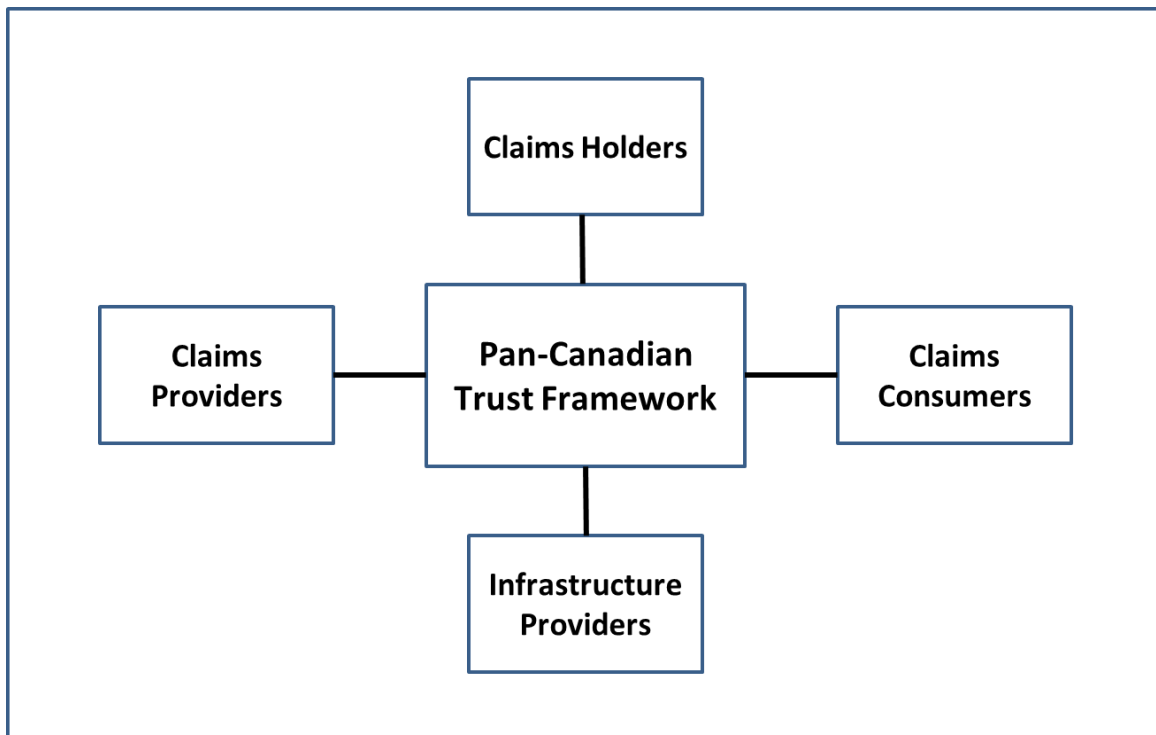 Claims Holders
Claims
Providers
Pan-Canadian
Trust Framework
Claims
Consumers
Infrastructure
Providers